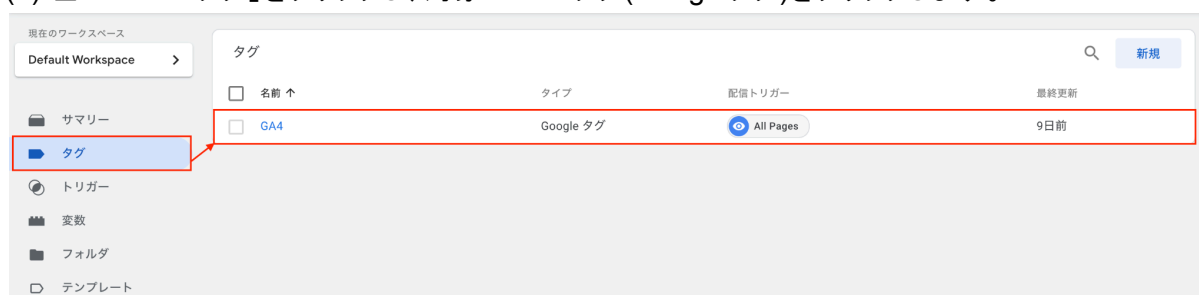 現在のワークスペース
Default Workspace
タグ
新規
名前
タイプ
配信トリガー
最終更新
GA4
Google タグ
All Pages
9日前
サマリー
タグ
トリガー
変数
フォルダ
テンプレート